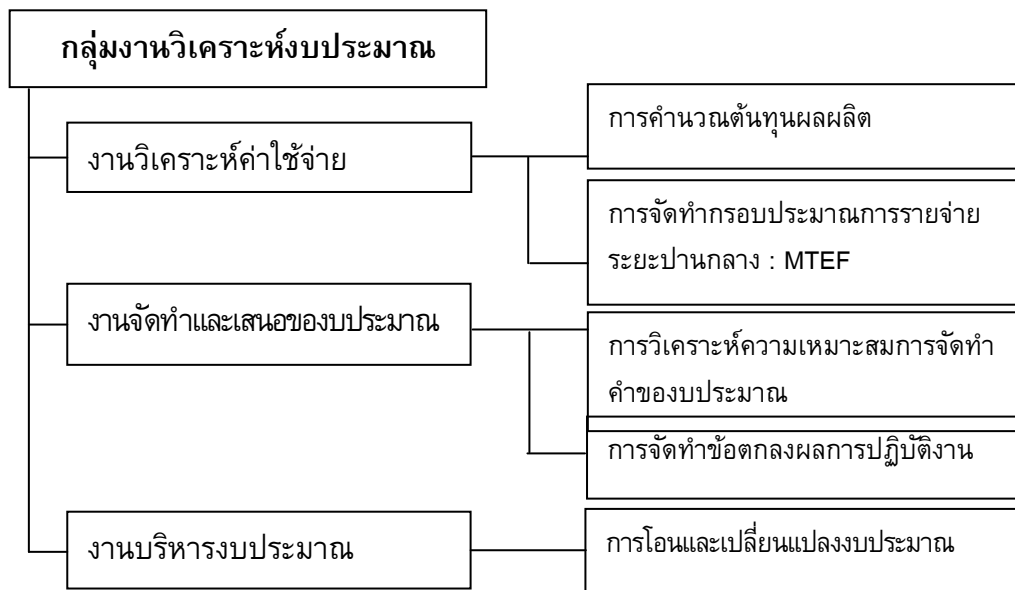 กลุ่มงานวิเคราะห์งบประมาณ
งานวิเคราะห์ค่าใช้จ่าย
การคำนวณต้นทุนผลผลิต
การจัดทำกรอบประมาณการรายจ่าย
ระยะปานกลาง : MTEF
งานจัดทำและเสนอของบประมาณ
การวิเคราะห์ความเหมาะสมการจัดทำ
คำของบประมาณ
การจัดทำข้อตกลงผลการปฏิบัติงาน
งานบริหารงบประมาณ
การโอนและเปลี่ยนแปลงงบประมาณ